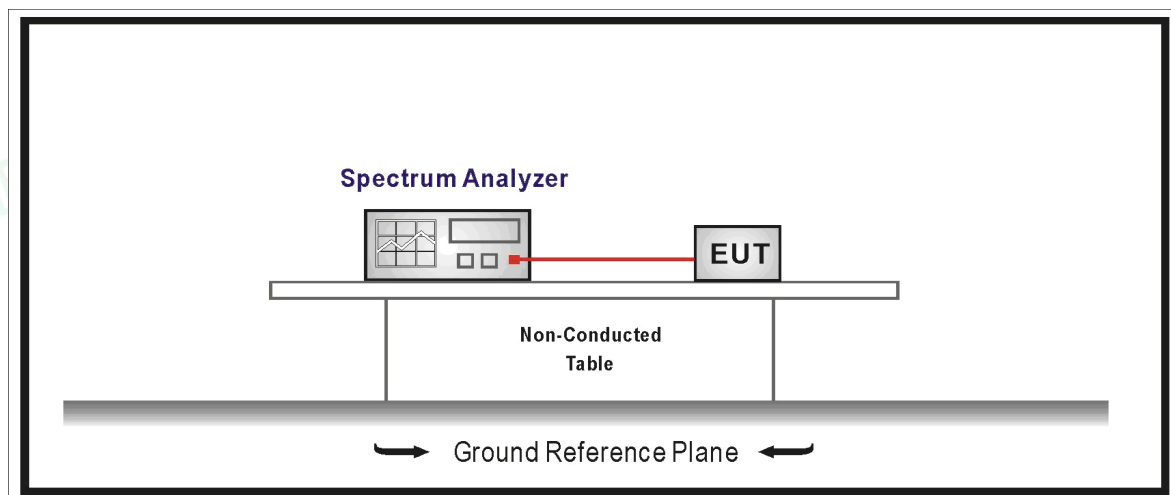 Spectrum Analyzer
EUT
Non-Conducted
Table
Ground Reference Plane